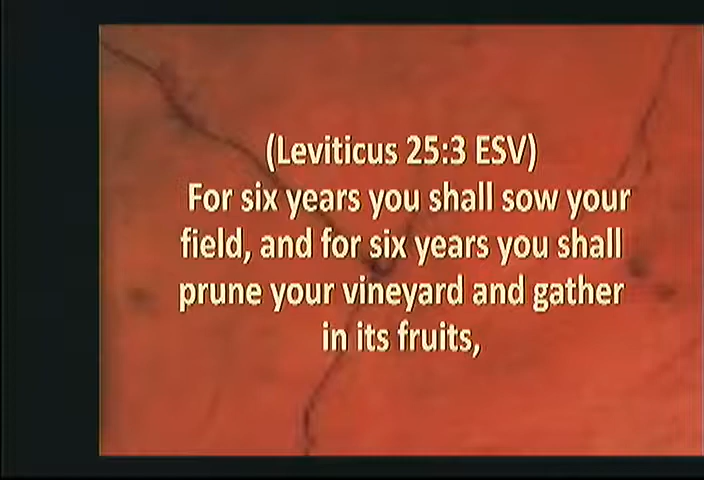 (Leviticus 25:3 ESV)
For six years you shall sow your
field, and for six years you shall
prune your vineyard and gather
in its fruits,